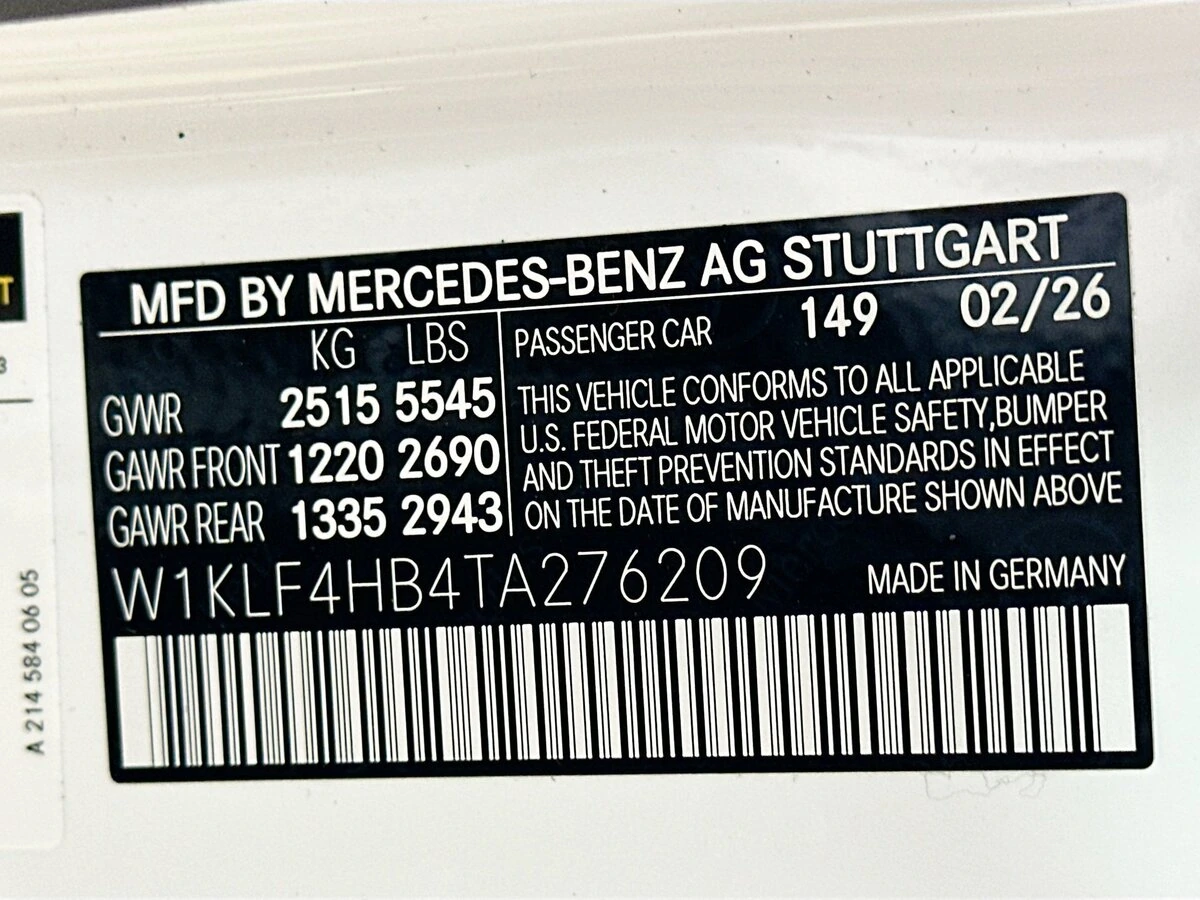 MFD BY MERCEDES-BENZ AG STUTTGART
KG LBS
GVWR 2515 5545
GAWR FRONT 1220 2690
GAWR REAR 1335 2943
PASSENGER CAR 149 02/26
THIS VEHICLE CONFORMS TO ALL APPLICABLE
U.S. FEDERAL MOTOR VEHICLE SAFETY,BUMPER
AND THEFT PREVENTION STANDARDS IN EFFECT
ON THE DATE OF MANUFACTURE SHOWN ABOVE
W1KLF4HB4TA276209
MADE IN GERMANY
T
3
A 214 584 06 05